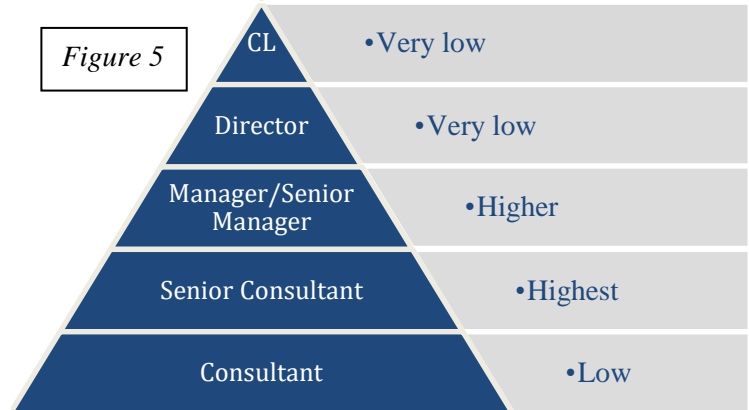 Figure 5
CL
•Very low
Director
•Very low
Manager/Senior
Manager
•Higher
Senior Consultant
•Highest
Consultant
•Low